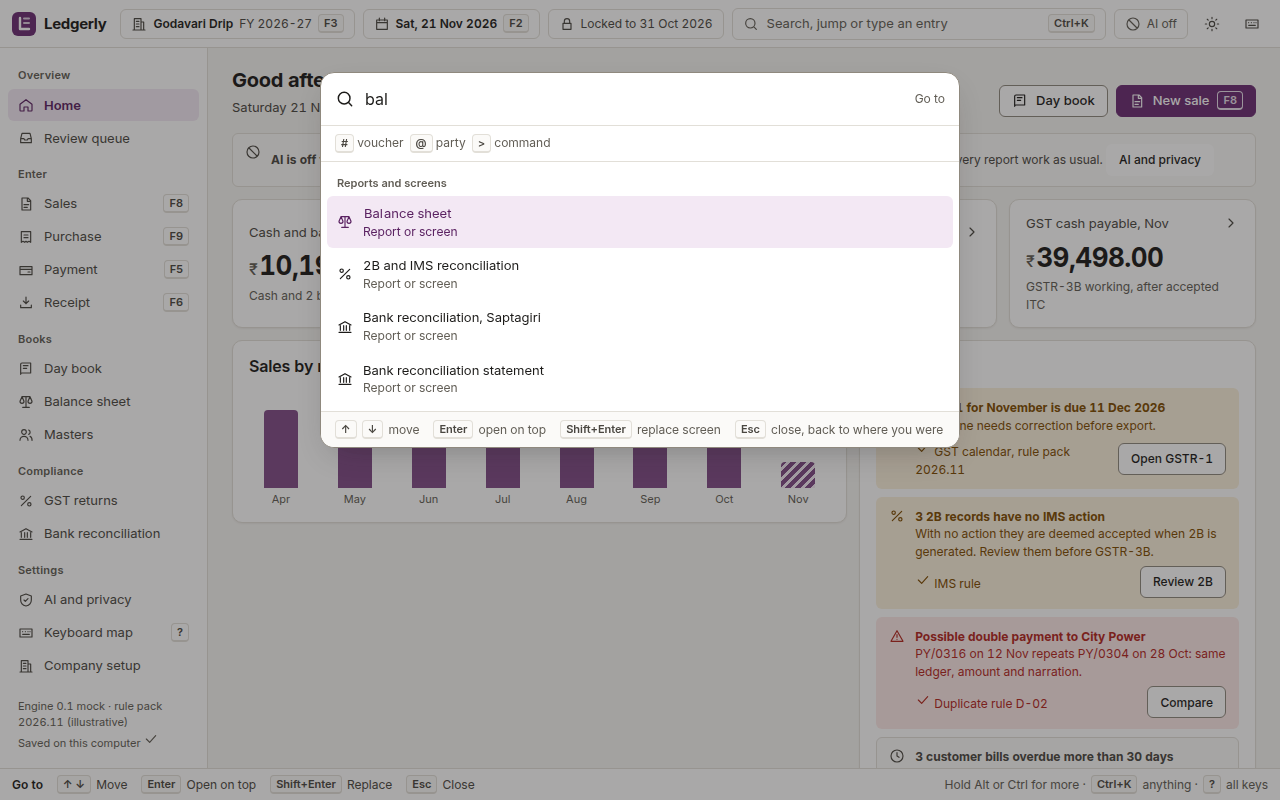 Ledgerly
Godavari Drip FY 2026-27 F3
Sat, 21 Nov 2026 F2
Locked to 31 Oct 2026
Search, jump or type an entry Ctrl+K
AI off
Overview
Home
Review queue
Enter
Sales F8
Purchase F9
Payment F5
Receipt F6
Books
Day book
Balance sheet
Masters
Compliance
GST returns
Bank reconciliation
Settings
AI and privacy
Keyboard map ?
Company setup
Engine 0.1 mock · rule pack
2026.11 (illustrative)
Saved on this computer
Saturday 21 N
Day book
New sale F8
bal
Go to
# voucher @ party > command
Reports and screens
Balance sheet
Report or screen
2B and IMS reconciliation
Report or screen
Bank reconciliation, Saptagiri
Report or screen
Bank reconciliation statement
Report or screen
↑ ↓ move Enter open on top Shift+Enter replace screen Esc close, back to where you were
AI is off
very report work as usual.
AI and privacy
Cash and ba
₹10,19
Cash and 2 b
GST cash payable, Nov
₹39,498.00
GSTR-3B working, after accepted
ITC
Sales by
Apr May Jun Jul Aug Sep Oct Nov
1 for November is due 11 Dec 2026
ne needs correction before export.
GST calendar, rule pack
2026.11
Open GSTR-1
3 2B records have no IMS action
With no action they are deemed accepted when 2B is
generated. Review them before GSTR-3B.
IMS rule
Review 2B
Possible double payment to City Power
PY/0316 on 12 Nov repeats PY/0304 on 28 Oct: same
ledger, amount and narration.
Duplicate rule D-02
Compare
3 customer bills overdue more than 30 days
Go to ↑ ↓ Move Enter Open on top Shift+Enter Replace Esc Close
Hold Alt or Ctrl for more · Ctrl+K anything · ? all keys